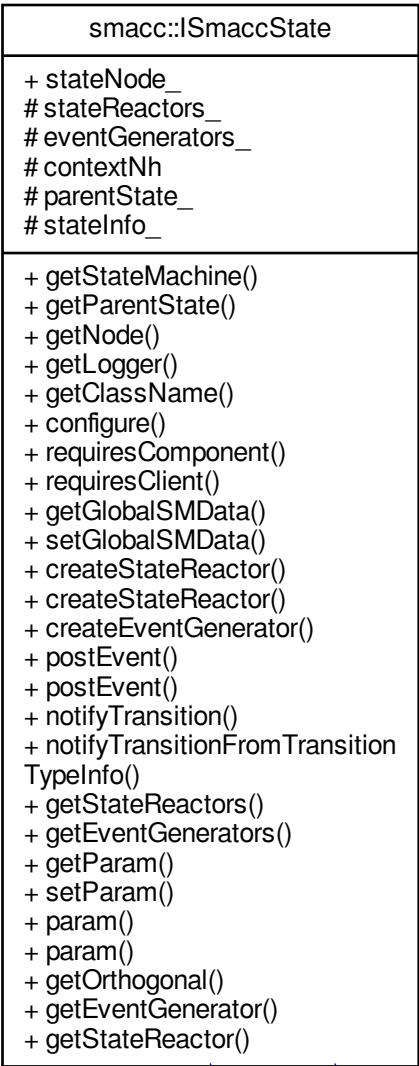 smacc::ISmaccState
+ stateNode_
# stateReactors_
# eventGenerators_
# contextNh
# parentState_
# stateInfo_
+ getStateMachine()
+ getParentState()
+ getNode()
+ getLogger()
+ getClassName()
+ configure()
+ requiresComponent()
+ requiresClient()
+ getGlobalSMData()
+ setGlobalSMData()
+ createStateReactor()
+ createStateReactor()
+ createEventGenerator()
+ postEvent()
+ postEvent()
+ notifyTransition()
+ notifyTransitionFromTransition
TypeInfo()
+ getStateReactors()
+ getEventGenerators()
+ getParam()
+ setParam()
+ param()
+ param()
+ getOrthogonal()
+ getEventGenerator()
+ getStateReactor()